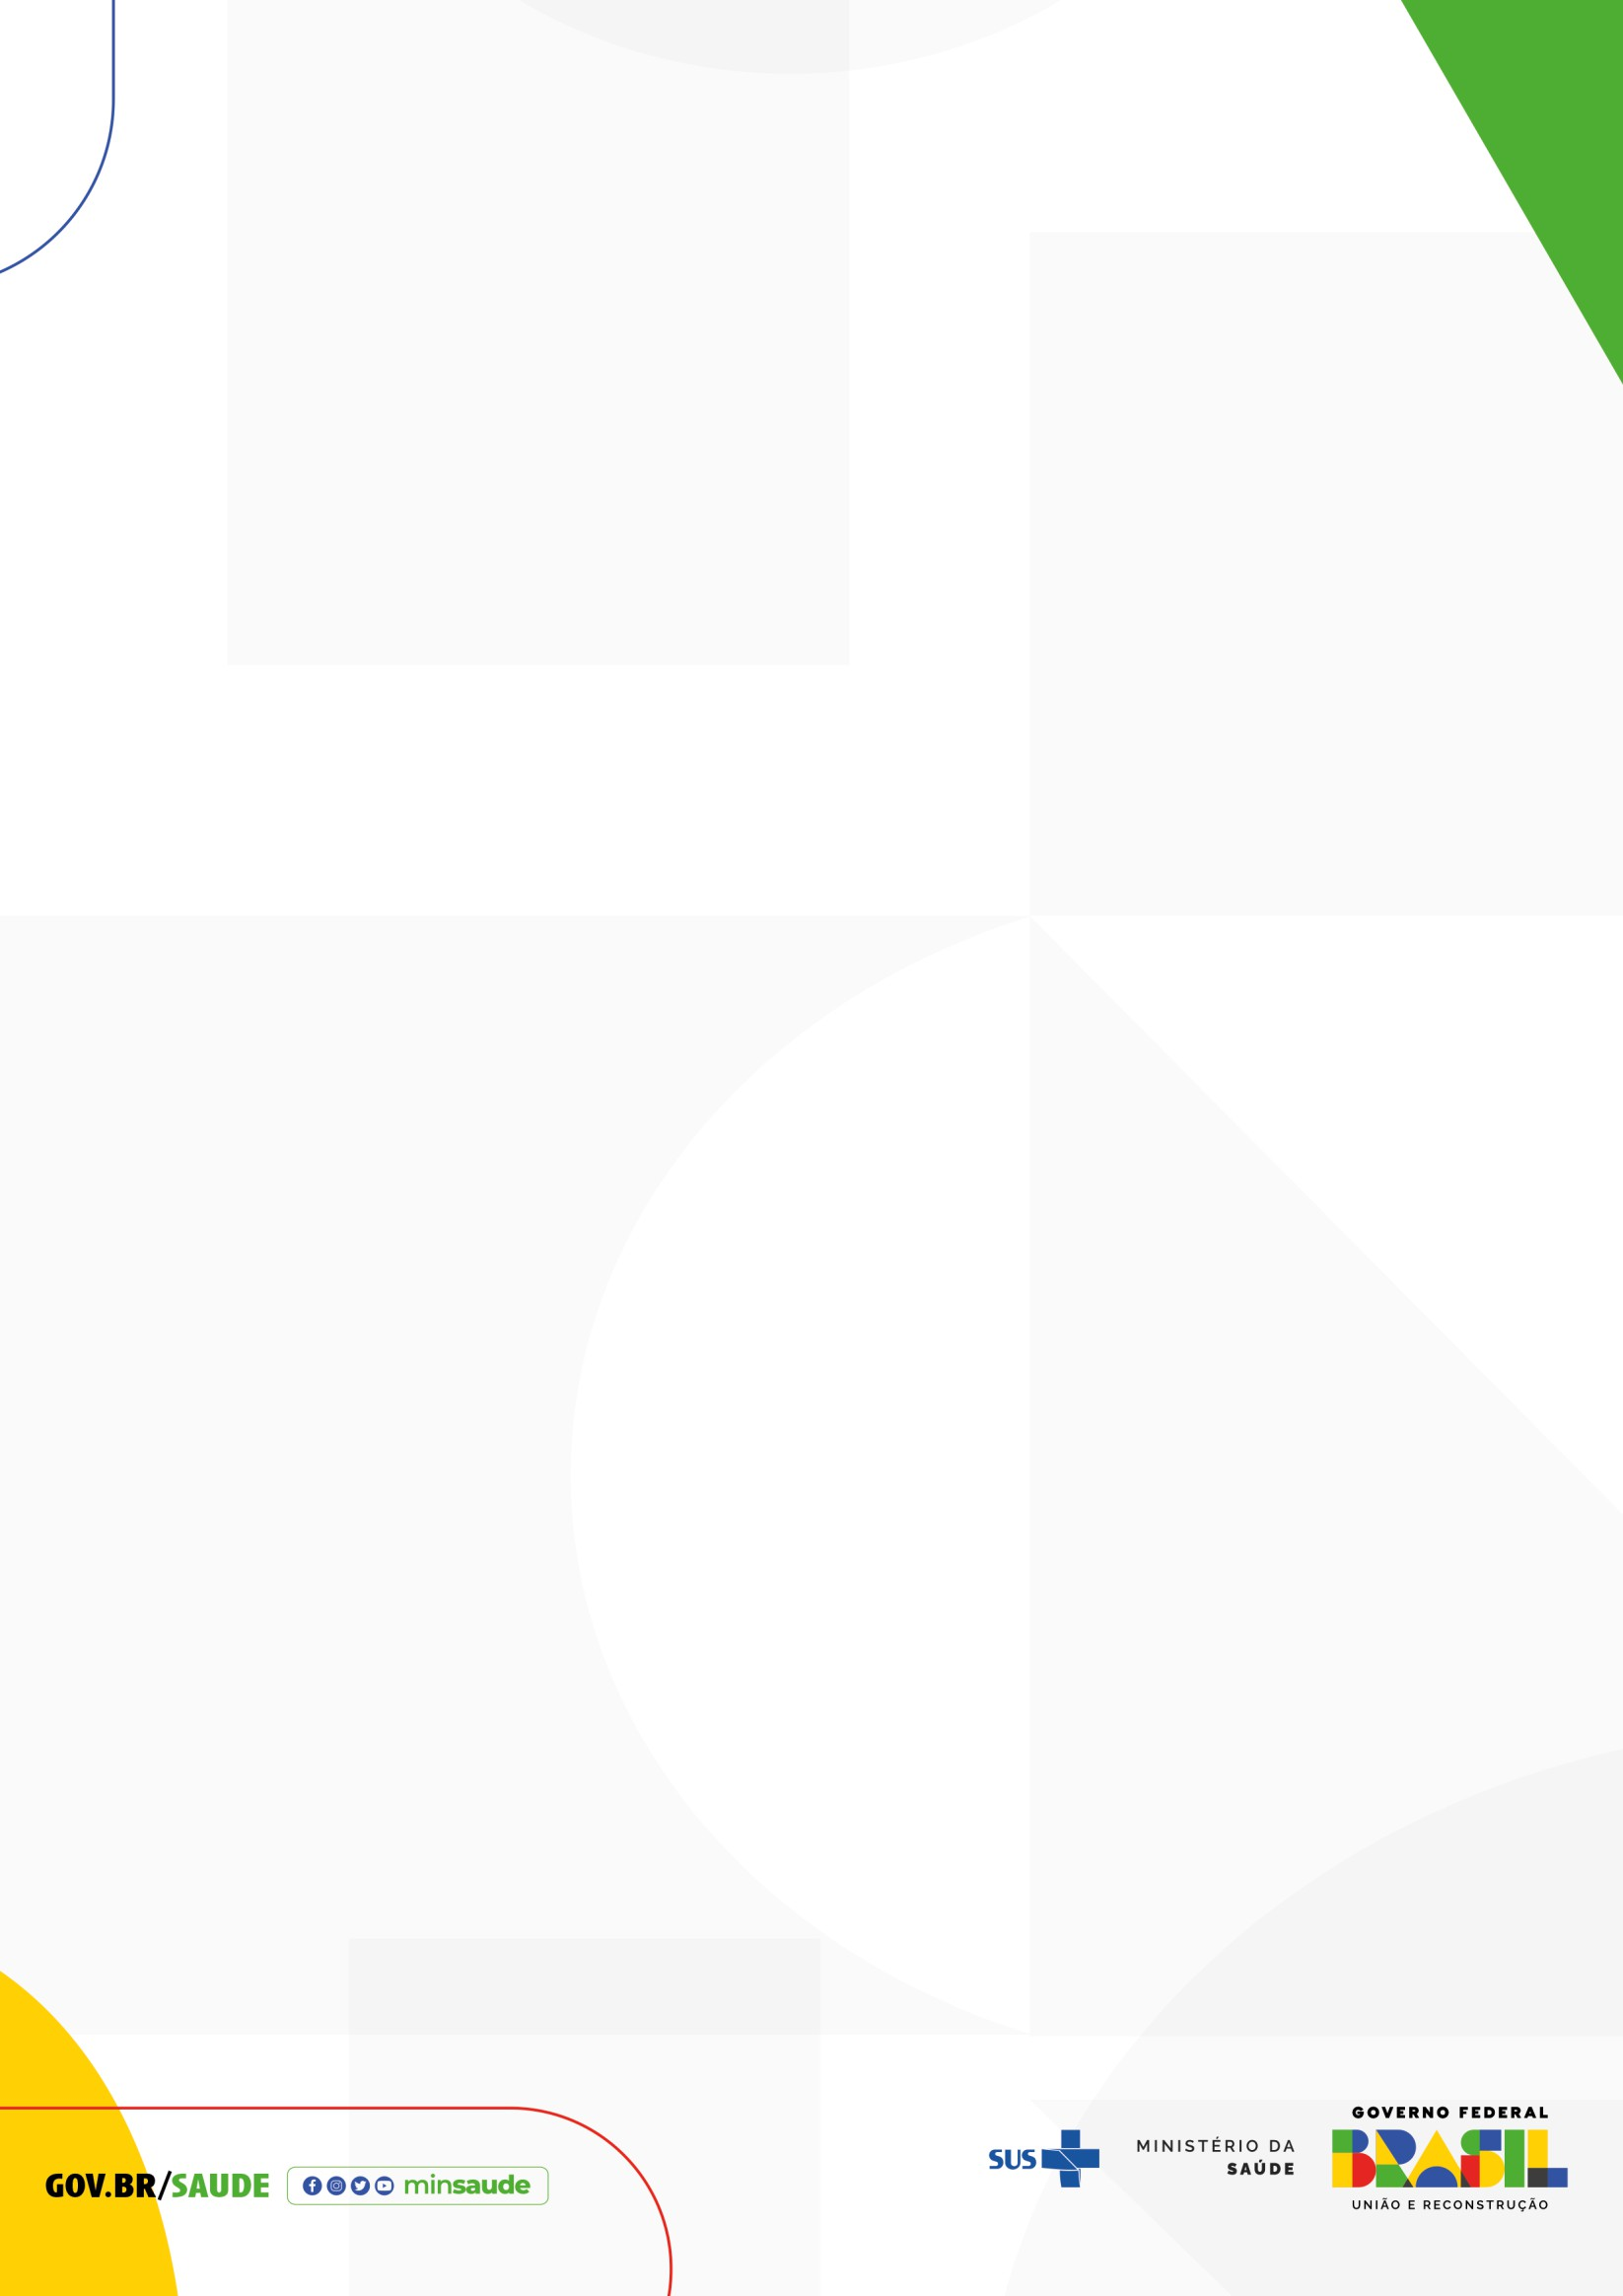 GOV.BR/SAUDE
minsaude
SUS
MINISTÉRIO DA
SAÚDE
GOVERNO FEDERAL
BRASIL
UNIÃO E RECONSTRUÇÃO